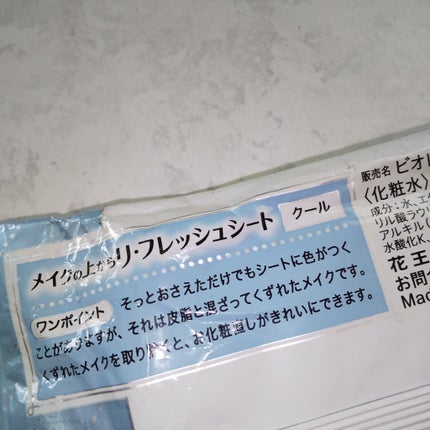 メイクの上からリ・フレッシュシート
クール
ワンポイント
そっとおさえただけでもシートに色がつく
ことがありますが、それは皮脂と混ざってくずれたメイクです。
くずれたメイクを取り除くと、お化粧直しがきれいにできます。
販売名 ビオレ
〈化粧水〉
成分:水、エ
リル酸ラウ
アルキル(
水酸化K、
花王
お問合
Mad